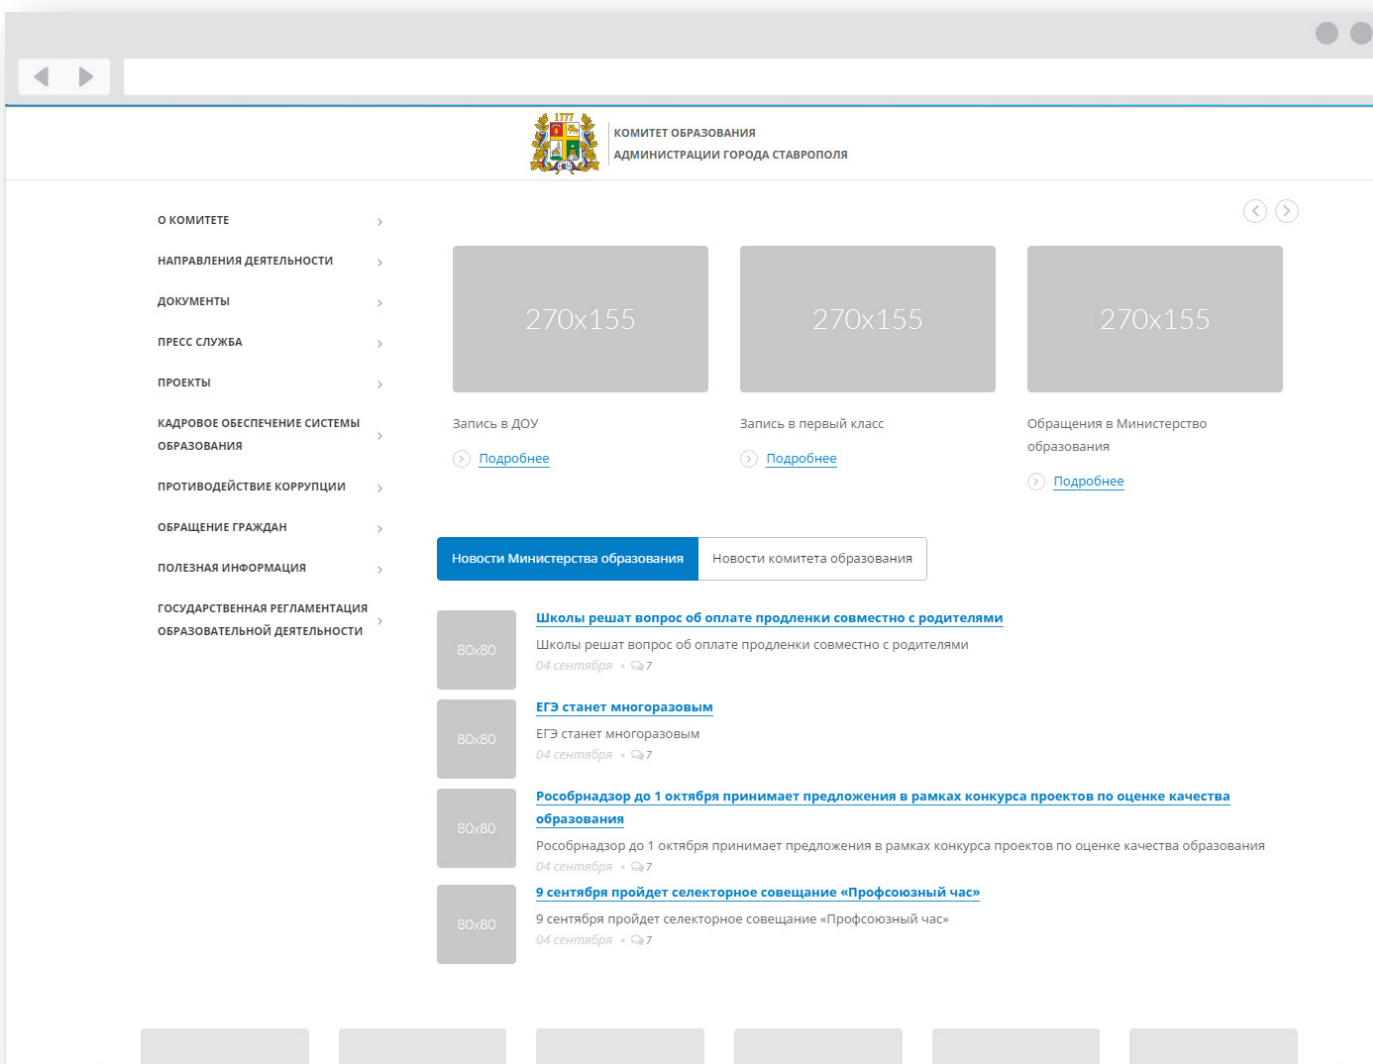 1777
КОМИТЕТ ОБРАЗОВАНИЯ
АДМИНИСТРАЦИИ ГОРОДА СТАВРОПОЛЯ
О КОМИТЕТЕ
НАПРАВЛЕНИЯ ДЕЯТЕЛЬНОСТИ
ДОКУМЕНТЫ
ПРЕСС СЛУЖБА
ПРОЕКТЫ
КАДРОВОЕ ОБЕСПЕЧЕНИЕ СИСТЕМЫ
ОБРАЗОВАНИЯ
ПРОТИВОДЕЙСТВИЕ КОРРУПЦИИ
ОБРАЩЕНИЕ ГРАЖДАН
ПОЛЕЗНАЯ ИНФОРМАЦИЯ
ГОСУДАРСТВЕННАЯ РЕГЛАМЕНТАЦИЯ
ОБРАЗОВАТЕЛЬНОЙ ДЕЯТЕЛЬНОСТИ
270x155
Запись в ДОУ
Подробнее
270x155
Запись в первый класс
Подробнее
270x155
Обращения в Министерство
образования
Подробнее
Новости Министерства образования
Новости комитета образования
80x80
Школы решат вопрос об оплате продленки совместно с родителями
Школы решат вопрос об оплате продленки совместно с родителями
04 сентября • 7
80x80
ЕГЭ станет многоразовым
ЕГЭ станет многоразовым
04 сентября • 7
80x80
Рособрнадзор до 1 октября принимает предложения в рамках конкурса проектов по оценке качества
образования
Рособрнадзор до 1 октября принимает предложения в рамках конкурса проектов по оценке качества образования
04 сентября • 7
80x80
9 сентября пройдет селекторное совещание «Профсоюзный час»
9 сентября пройдет селекторное совещание «Профсоюзный час»
04 сентября • 7